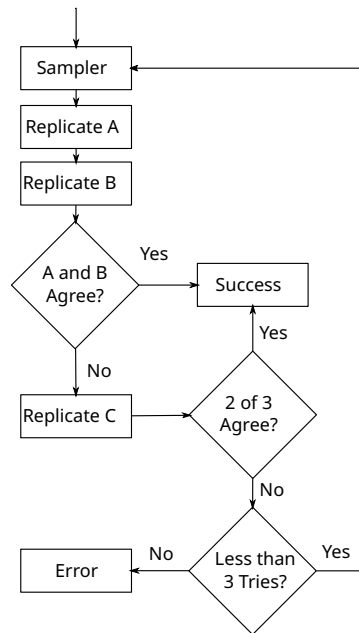 Sampler
Replicate A
Replicate B
Yes
A and B
Agree?
Success
No
Yes
Replicate C
2 of 3
Agree?
No
No
Yes
Error
Less than
3 Tries?